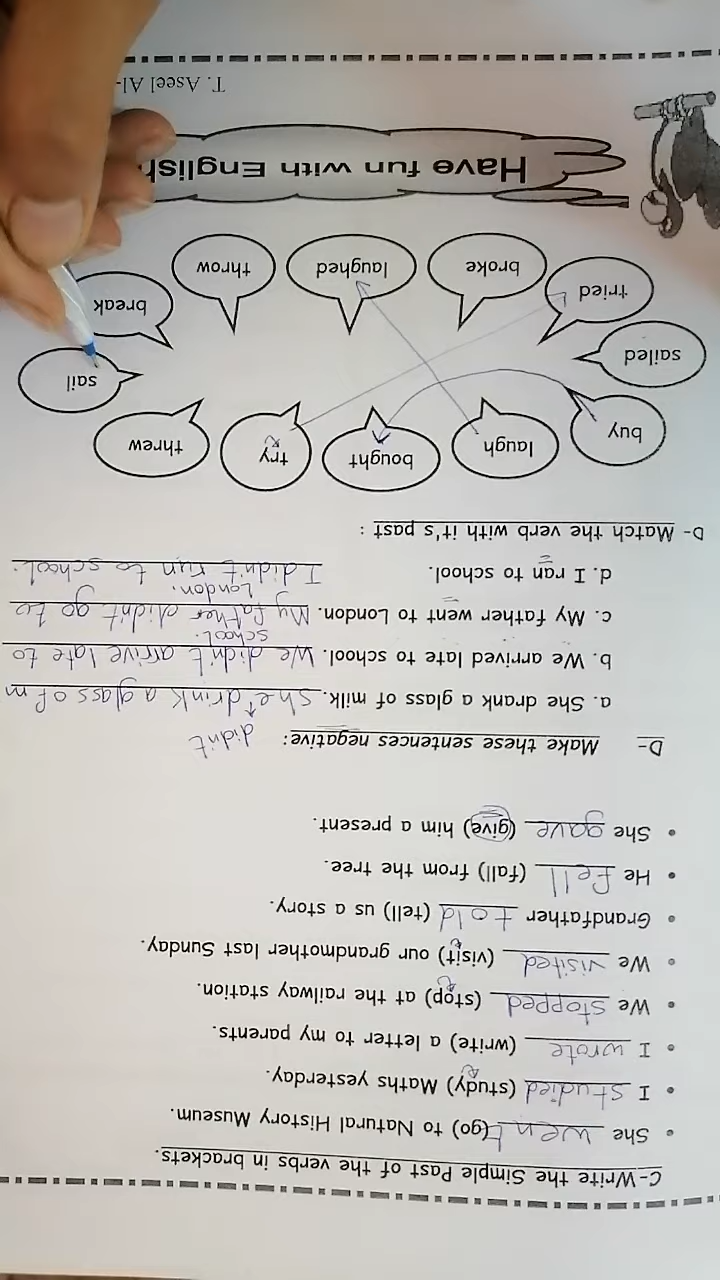 C-Write the Simple Past of the verbs in brackets.
• She went (go) to Natural History Museum.
• I studied (study) Maths yesterday.
• I wrote (write) a letter to my parents.
• We stopped (stop) at the railway station.
• We visited (visit) our grandmother last Sunday.
• Grandfather told (tell) us a story.
• He fell (fall) from the tree.
• She gave (give) him a present.
D- Make these sentences negative: didn't
a. She drank a glass of milk. She drink a glass of m
b. We arrived late to school. We didn't arrive late to
school.
c. My father went to London. My father didn't go to
London.
d. I ran to school. I didn't run to school.
D- Match the verb with it's past :
buy laugh bought try threw
sailed sail
tried broke laughed throw break
Have fun with English
T. Aseel Al-